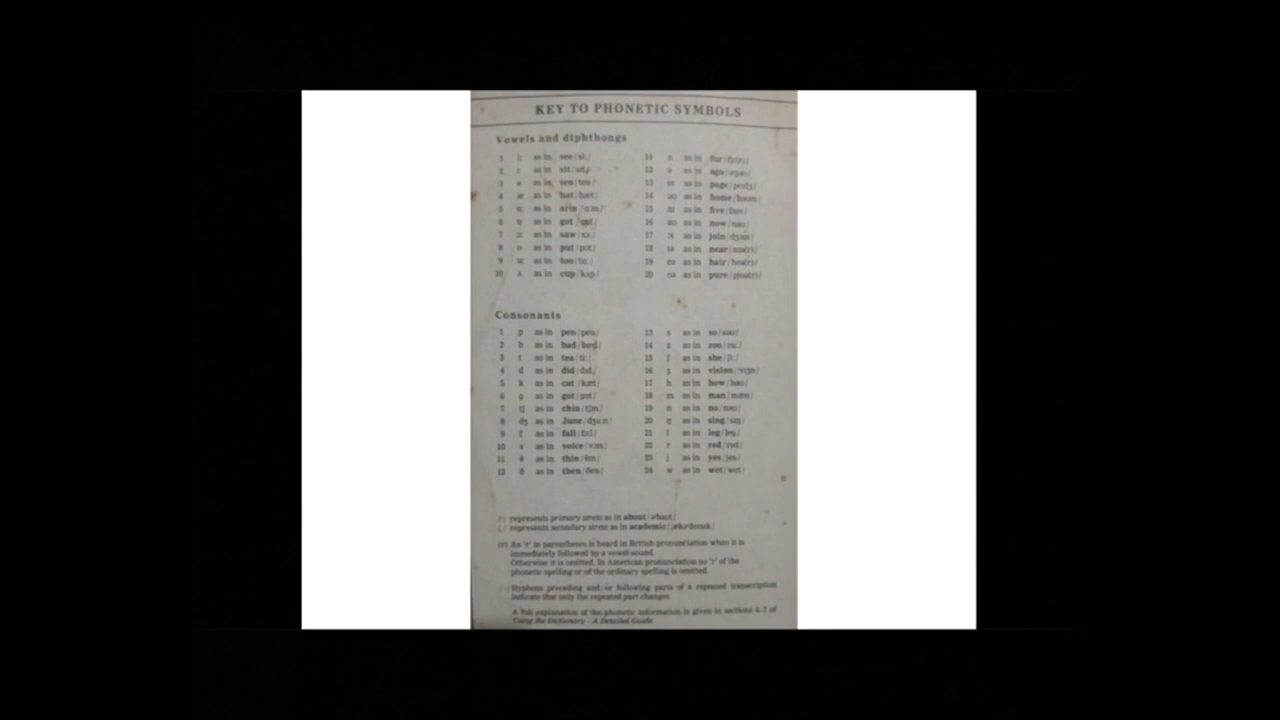 KEY TO PHONETIC SYMBOLS
Vowels and diphthongs
1 iː as in see /siː/
2 ɪ as in sit /sɪt/
3 e as in ten /ten/
4 æ as in hat /hæt/
5 ɑː as in arm /ɑːm/
6 ɒ as in got /gɒt/
7 ɔː as in saw /sɔː/
8 ʊ as in put /pʊt/
9 uː as in too /tuː/
10 ʌ as in cup /kʌp/
11 ɜː as in fur /fɜː(r)/
12 ə as in ago /əˈgəʊ/
13 eɪ as in page /peɪdʒ/
14 əʊ as in home /həʊm/
15 aɪ as in five /faɪv/
16 aʊ as in now /naʊ/
17 ɔɪ as in join /dʒɔɪn/
18 ɪə as in near /nɪə(r)/
19 eə as in hair /heə(r)/
20 ʊə as in pure /pjʊə(r)/
Consonants
1 p as in pen /pen/
2 b as in bad /bæd/
3 t as in tea /tiː/
4 d as in did /dɪd/
5 k as in cat /kæt/
6 g as in got /gɒt/
7 tʃ as in chin /tʃɪn/
8 dʒ as in June /dʒuːn/
9 f as in fall /fɔːl/
10 v as in voice /vɔɪs/
11 θ as in thin /θɪn/
12 ð as in then /ðen/
13 s as in so /səʊ/
14 z as in zoo /zuː/
15 ʃ as in she /ʃiː/
16 ʒ as in vision /ˈvɪʒn/
17 h as in how /haʊ/
18 m as in man /mæn/
19 n as in no /nəʊ/
20 ŋ as in sing /sɪŋ/
21 l as in leg /leg/
22 r as in red /red/
23 j as in yes /jes/
24 w as in wet /wet/
/ˈ/ represents primary stress as in about /əˈbaʊt/
/ˌ/ represents secondary stress as in academic /ˌækəˈdemɪk/
(r) An 'r' in parentheses is heard in British pronunciation when it is
immediately followed by a vowel-sound.
Otherwise it is omitted. In American pronunciation no 'r' of the
phonetic spelling or of the ordinary spelling is omitted.
/-/ Hyphens preceding and/or following parts of a repeated transcription
indicate that only the repeated part changes.
A full explanation of the phonetic information is given in sections 4-7 of
Using the Dictionary - A Detailed Guide